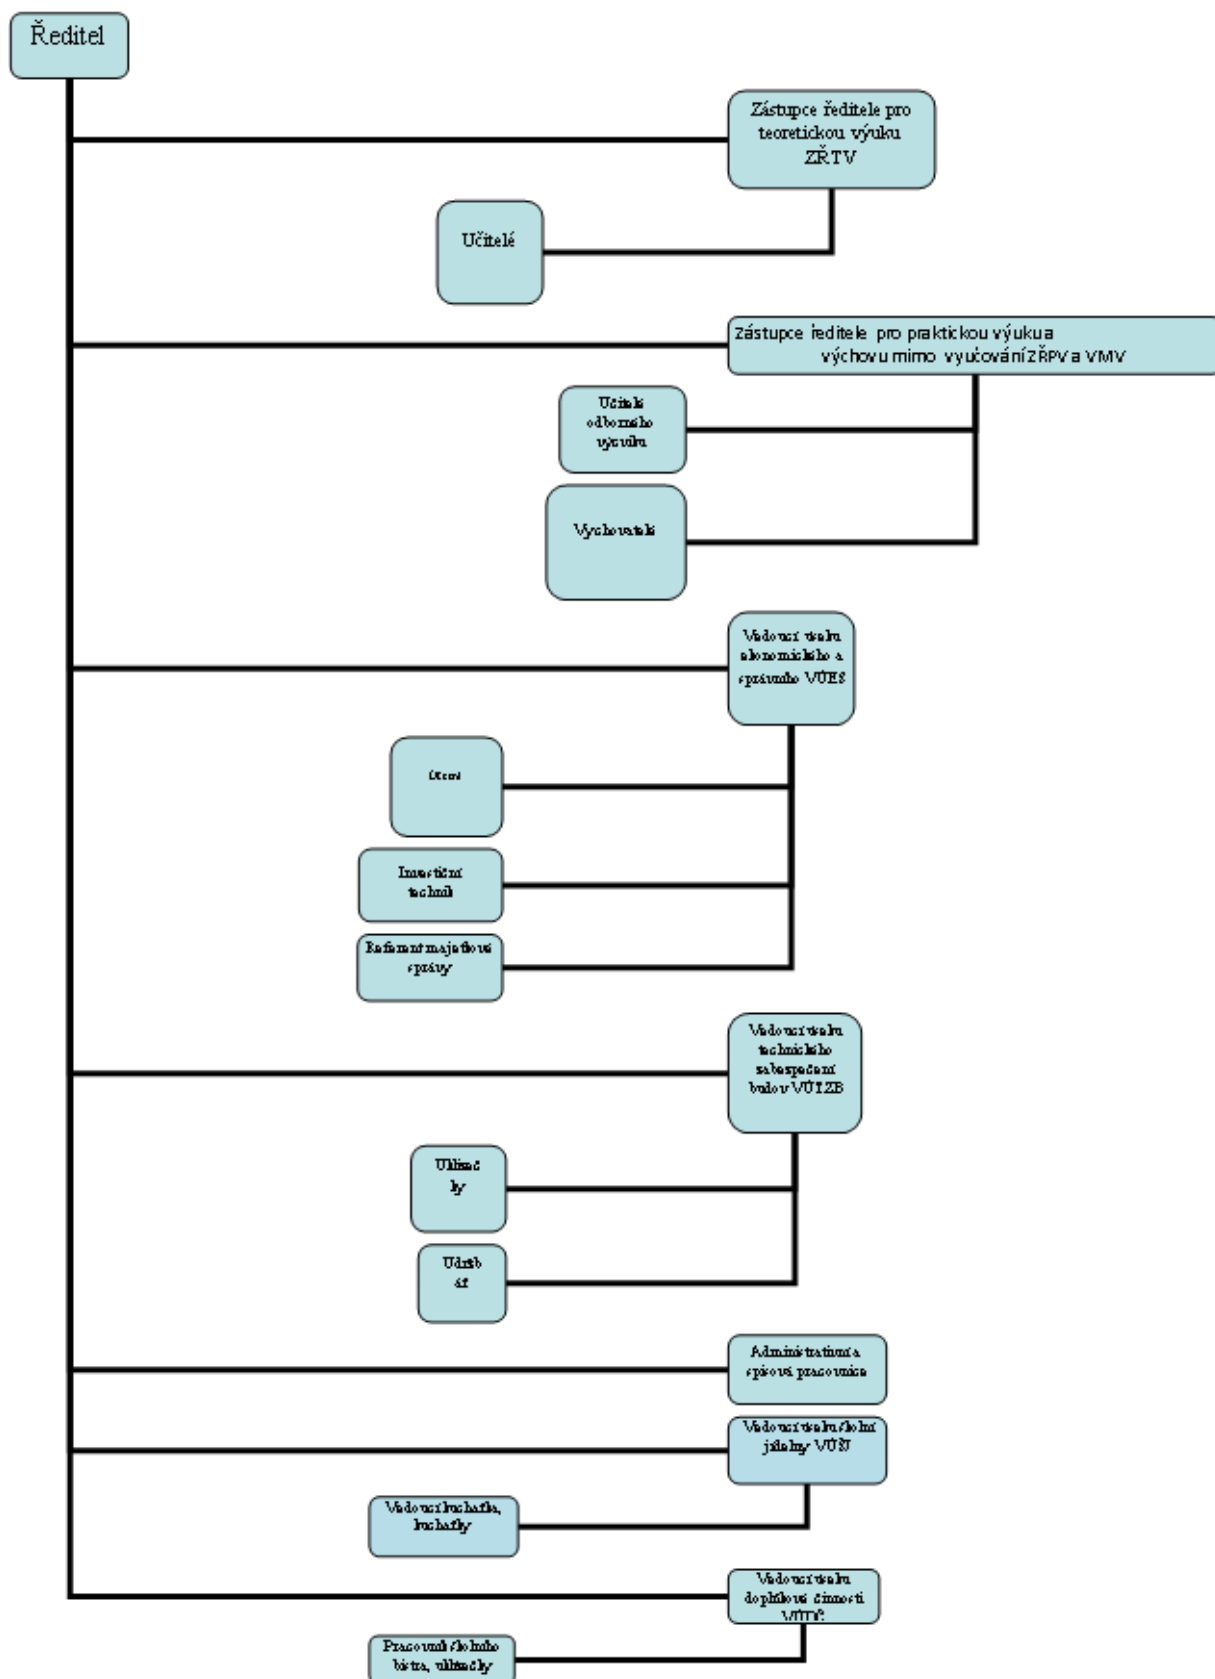 Ředitel
Zástupce ředitele pro
teoretickou výuku
ZŘTV
Učitelé
Zástupce ředitele pro praktickou výuku a
výchovu mimo vyučování ZŘPV a VMV
Učitelé
odborného
výcviku
Vychovatelé
Vedoucí úseku
ekonomického a
správního VÚES
Účetní
Investiční
technik
Referent majetkové
správy
Vedoucí úseku
technického
zabezpečení
budov VÚTZB
Uklízeč
ky
Údržb
ář
Administrativní a
spisová pracovnice
Vedoucí úseku školní
jídelny VÚŠJ
Vedoucí kuchařka,
kuchařky
Vedoucí úseku
doplňkové činnosti
VÚDČ
Pracovník školního
bistra, uklízečky